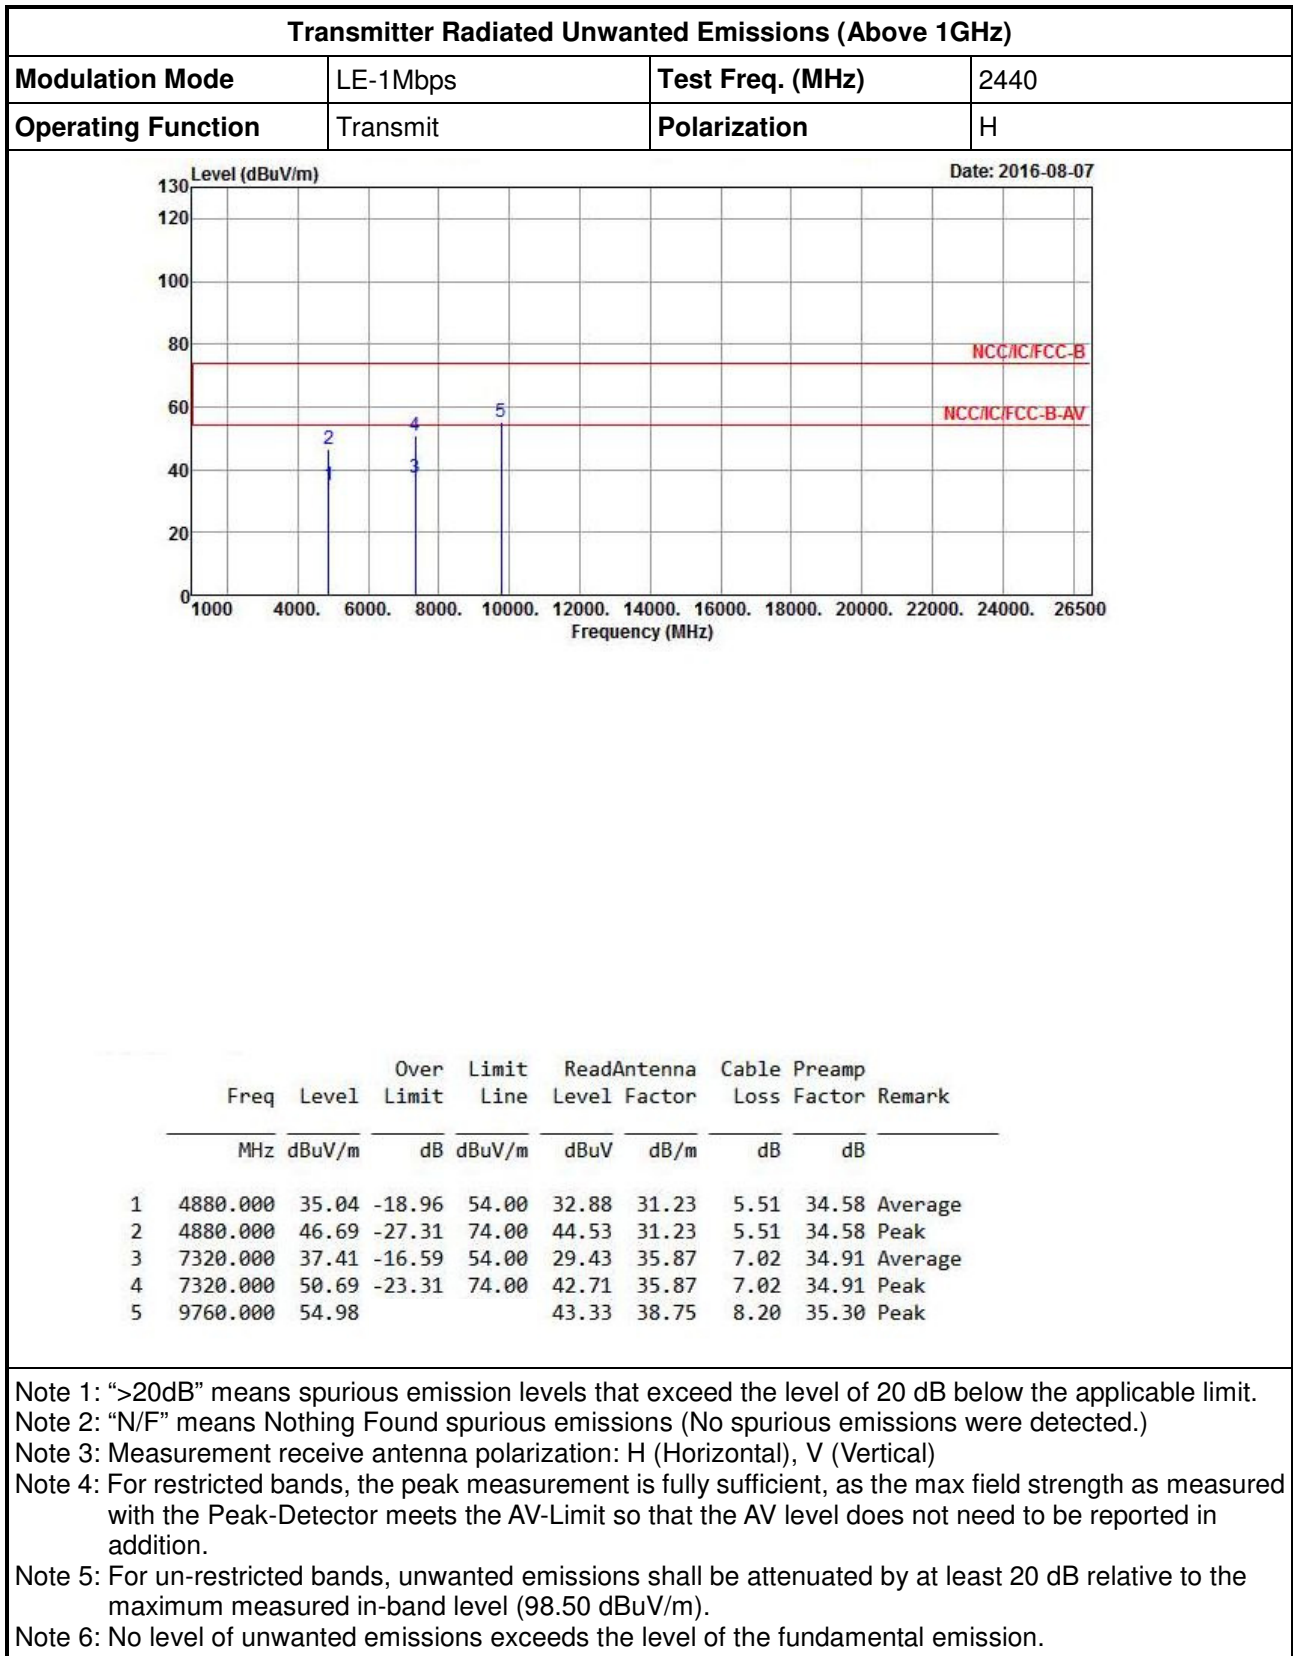 Transmitter Radiated Unwanted Emissions (Above 1GHz)
Modulation Mode LE-1Mbps Test Freq. (MHz) 2440
Operating Function Transmit Polarization H
Level (dBuV/m) Date: 2016-08-07
130
120
100
80
NCC/IC/FCC-B
60
5
NCC/IC/FCC-B-AV
4
2
40
1
3
20
0
1000 4000. 6000. 8000. 10000. 12000. 14000. 16000. 18000. 20000. 22000. 24000. 26500
Frequency (MHz)
Over Limit ReadAntenna Cable Preamp
Freq Level Limit Line Level Factor Loss Factor Remark
MHz dBuV/m dB dBuV/m dBuV dB/m dB dB
1 4880.000 35.04 -18.96 54.00 32.88 31.23 5.51 34.58 Average
2 4880.000 46.69 -27.31 74.00 44.53 31.23 5.51 34.58 Peak
3 7320.000 37.41 -16.59 54.00 29.43 35.87 7.02 34.91 Average
4 7320.000 50.69 -23.31 74.00 42.71 35.87 7.02 34.91 Peak
5 9760.000 54.98 43.33 38.75 8.20 35.30 Peak
Note 1: “>20dB” means spurious emission levels that exceed the level of 20 dB below the applicable limit.
Note 2: “N/F” means Nothing Found spurious emissions (No spurious emissions were detected.)
Note 3: Measurement receive antenna polarization: H (Horizontal), V (Vertical)
Note 4: For restricted bands, the peak measurement is fully sufficient, as the max field strength as measured
with the Peak-Detector meets the AV-Limit so that the AV level does not need to be reported in
addition.
Note 5: For un-restricted bands, unwanted emissions shall be attenuated by at least 20 dB relative to the
maximum measured in-band level (98.50 dBuV/m).
Note 6: No level of unwanted emissions exceeds the level of the fundamental emission.